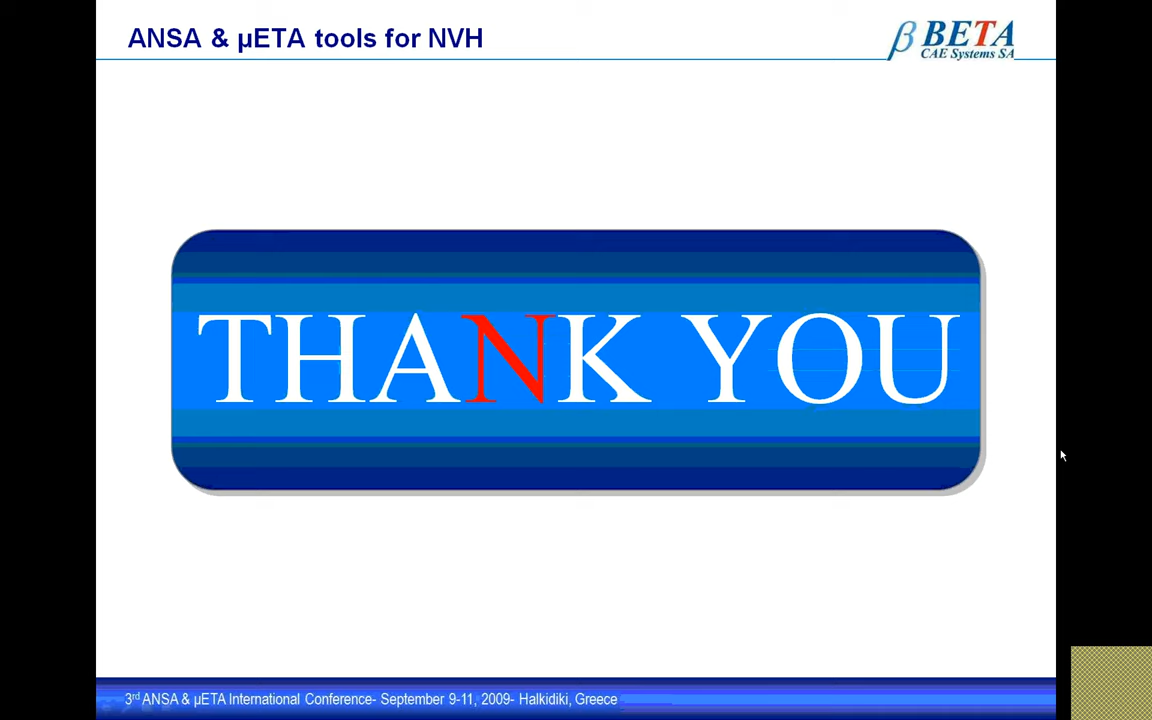 ANSA & µETA tools for NVH
β BETA
CAE Systems SA
THANK YOU
3rd ANSA & µETA International Conference- September 9-11, 2009- Halkidiki, Greece